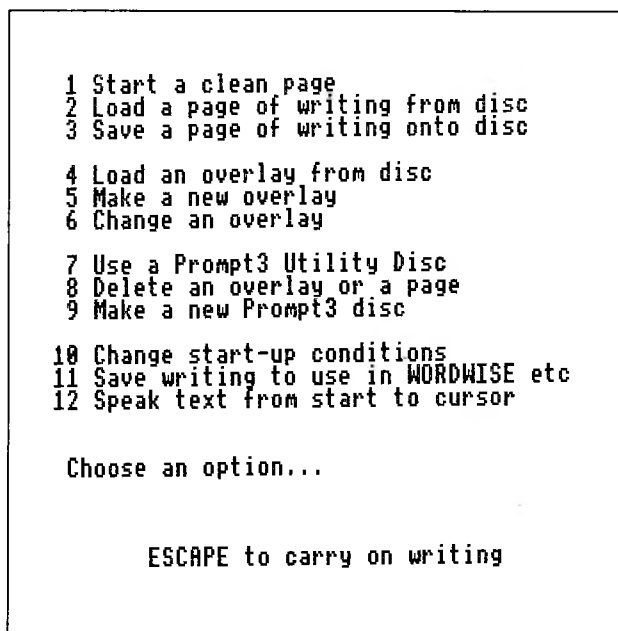 1 Start a clean page
2 Load a page of writing from disc
3 Save a page of writing onto disc
4 Load an overlay from disc
5 Make a new overlay
6 Change an overlay
7 Use a Prompt3 Utility Disc
8 Delete an overlay or a page
9 Make a new Prompt3 disc
10 Change start-up conditions
11 Save writing to use in WORDWISE etc
12 Speak text from start to cursor
Choose an option...
ESCAPE to carry on writing